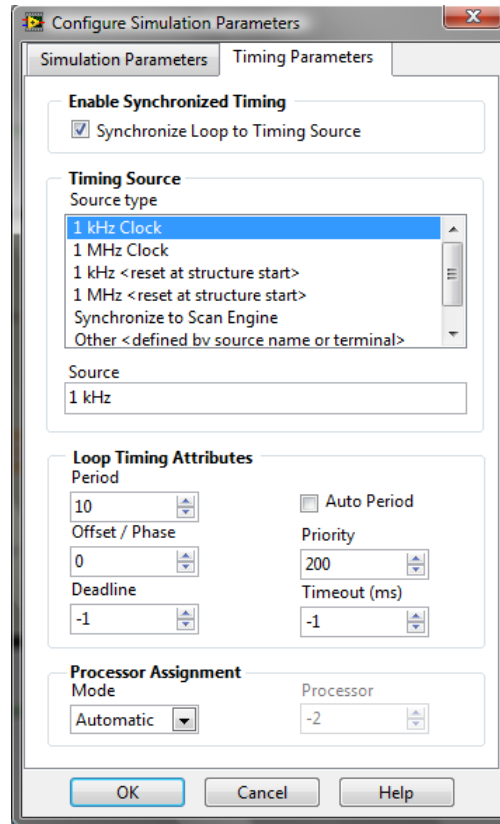 Configure Simulation Parameters
Simulation Parameters Timing Parameters
Enable Synchronized Timing
Synchronize Loop to Timing Source
Timing Source
Source type
1 kHz Clock
1 MHz Clock
1 kHz <reset at structure start>
1 MHz <reset at structure start>
Synchronize to Scan Engine
Other <defined by source name or terminal>
Source
1 kHz
Loop Timing Attributes
Period
10 Auto Period
Offset / Phase Priority
0 200
Deadline Timeout (ms)
-1 -1
Processor Assignment
Mode Processor
Automatic -2
OK Cancel Help